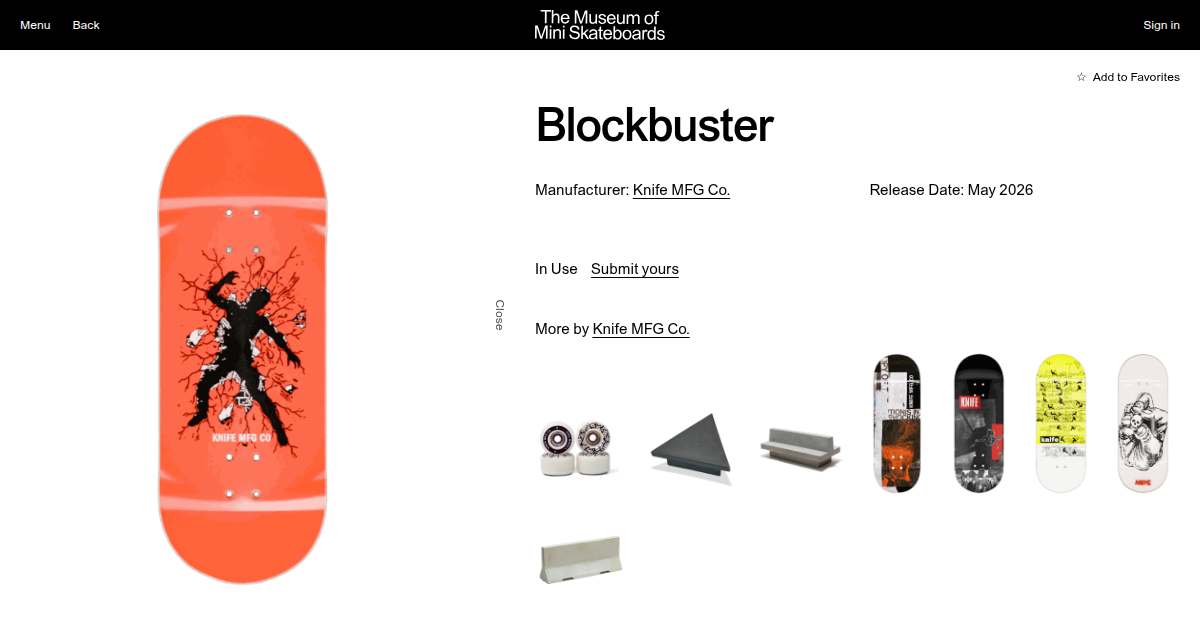 Menu
Back
The Museum of
Mini Skateboards
Sign in
☆ Add to Favorites
Blockbuster
Manufacturer: Knife MFG Co.
Release Date: May 2026
In Use Submit yours
Close
More by Knife MFG Co.
KNIFE MFG CO
KNIFE
knife